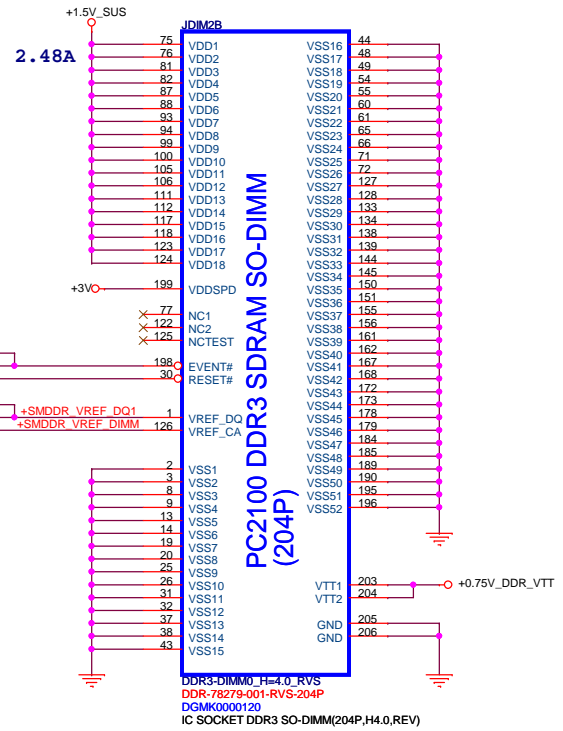 +1.5V_SUS
JDIM2B
2.48A
75 VDD1 VSS16 44
76 VDD2 VSS17 48
81 VDD3 VSS18 49
82 VDD4 VSS19 54
87 VDD5 VSS20 55
88 VDD6 VSS21 60
93 VDD7 VSS22 61
94 VDD8 VSS23 65
99 VDD9 VSS24 66
100 VDD10 VSS25 71
105 VDD11 VSS26 72
106 VDD12 VSS27 127
111 VDD13 VSS28 128
112 VDD14 VSS29 133
117 VDD15 VSS30 134
118 VDD16 VSS31 138
123 VDD17 VSS32 139
124 VDD18 VSS33 144
VSS34 145
+3V 199 VDDSPD VSS35 150
VSS36 151
77 NC1 VSS37 155
122 NC2 VSS38 156
125 NCTEST VSS39 161
VSS40 162
198 EVENT# VSS41 167
30 RESET# VSS42 168
VSS43 172
VSS44 173
+SMDDR_VREF_DQ1 1 VREF_DQ VSS45 178
+SMDDR_VREF_DIMM 126 VREF_CA VSS46 179
VSS47 184
VSS48 185
2 VSS1 VSS49 189
3 VSS2 VSS50 190
8 VSS3 VSS51 195
9 VSS4 VSS52 196
13 VSS5
14 VSS6
19 VSS7
20 VSS8
25 VSS9
26 VSS10 VTT1 203 +0.75V_DDR_VTT
31 VSS11 VTT2 204
32 VSS12
37 VSS13 GND 205
38 VSS14 GND 206
43 VSS15
PC2100 DDR3 SDRAM SO-DIMM
(204P)
DDR3-DIMM0_H=4.0_RVS
DDR-78279-001-RVS-204P
DGMK0000120
IC SOCKET DDR3 SO-DIMM(204P,H4.0,REV)